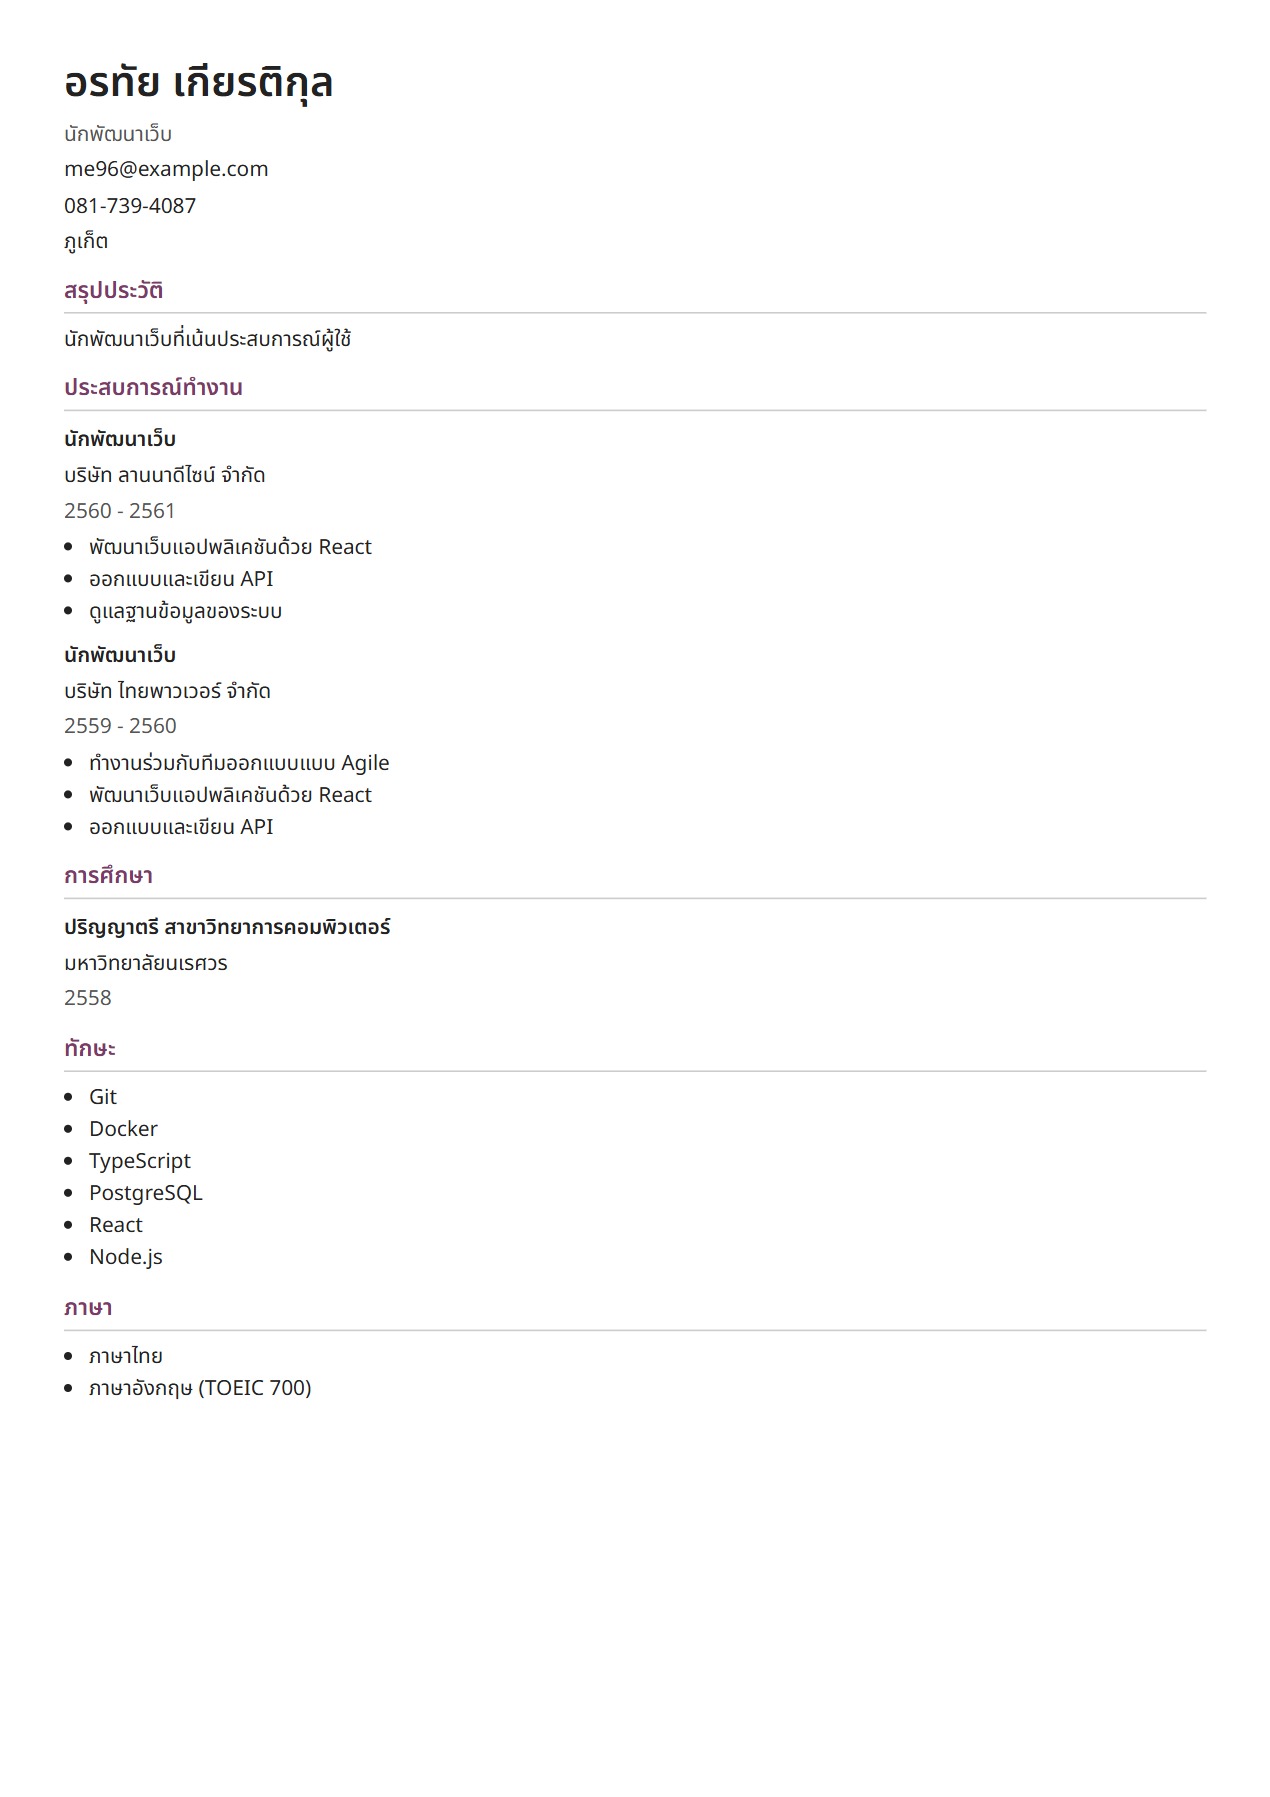 อรทัย เกียรติกุล
นักพัฒนาเว็บ
me96@example.com
081-739-4087
ภูเก็ต
สรุปประวัติ
นักพัฒนาเว็บที่เน้นประสบการณ์ผู้ใช้
ประสบการณ์ทำงาน
นักพัฒนาเว็บ
บริษัท ลานนาดีไซน์ จำกัด
2560 - 2561
• พัฒนาเว็บแอปพลิเคชันด้วย React
• ออกแบบและเขียน API
• ดูแลฐานข้อมูลของระบบ
นักพัฒนาเว็บ
บริษัท ไทยพาวเวอร์ จำกัด
2559 - 2560
• ทำงานร่วมกับทีมออกแบบแบบ Agile
• พัฒนาเว็บแอปพลิเคชันด้วย React
• ออกแบบและเขียน API
การศึกษา
ปริญญาตรี สาขาวิทยาการคอมพิวเตอร์
มหาวิทยาลัยนเรศวร
2558
ทักษะ
• Git
• Docker
• TypeScript
• PostgreSQL
• React
• Node.js
ภาษา
• ภาษาไทย
• ภาษาอังกฤษ (TOEIC 700)